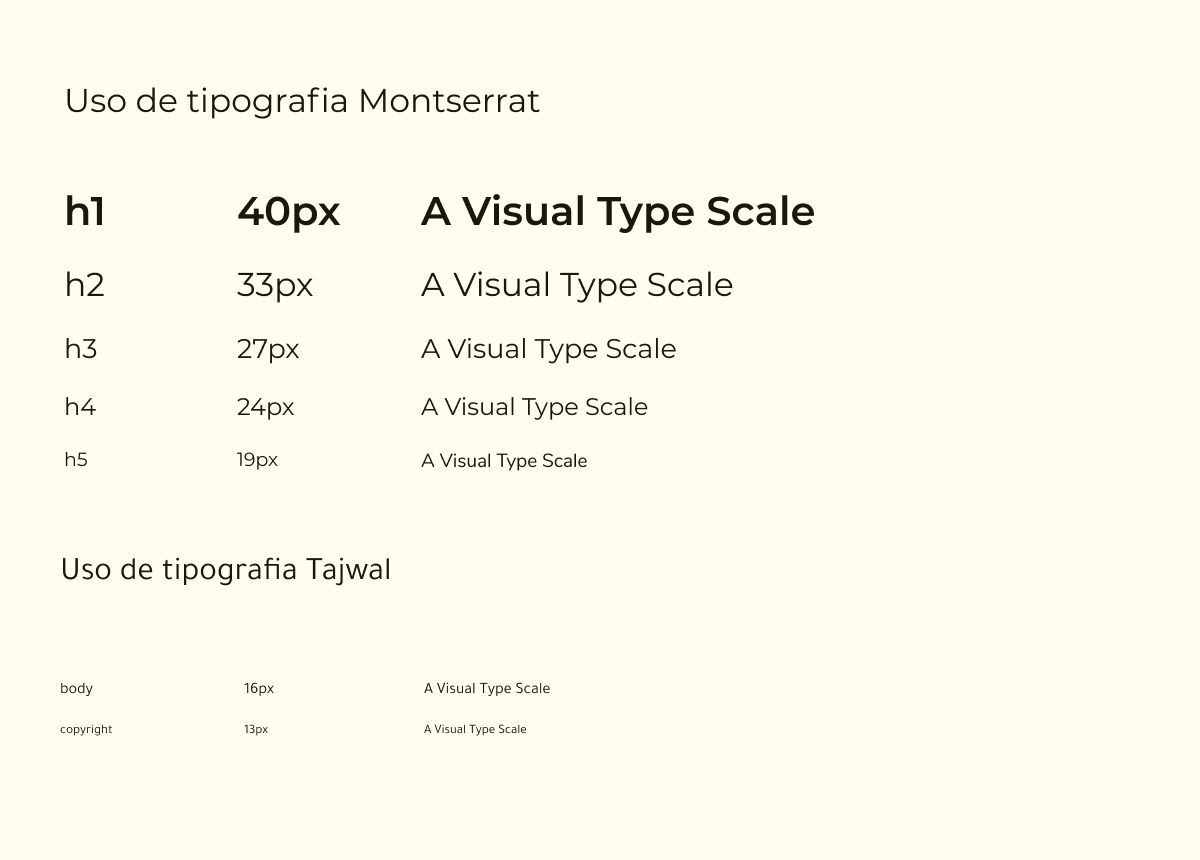 Uso de tipografia Montserrat
h1 40px A Visual Type Scale
h2 33px A Visual Type Scale
h3 27px A Visual Type Scale
h4 24px A Visual Type Scale
h5 19px A Visual Type Scale
Uso de tipografia Tajwal
body 16px A Visual Type Scale
copyright 13px A Visual Type Scale